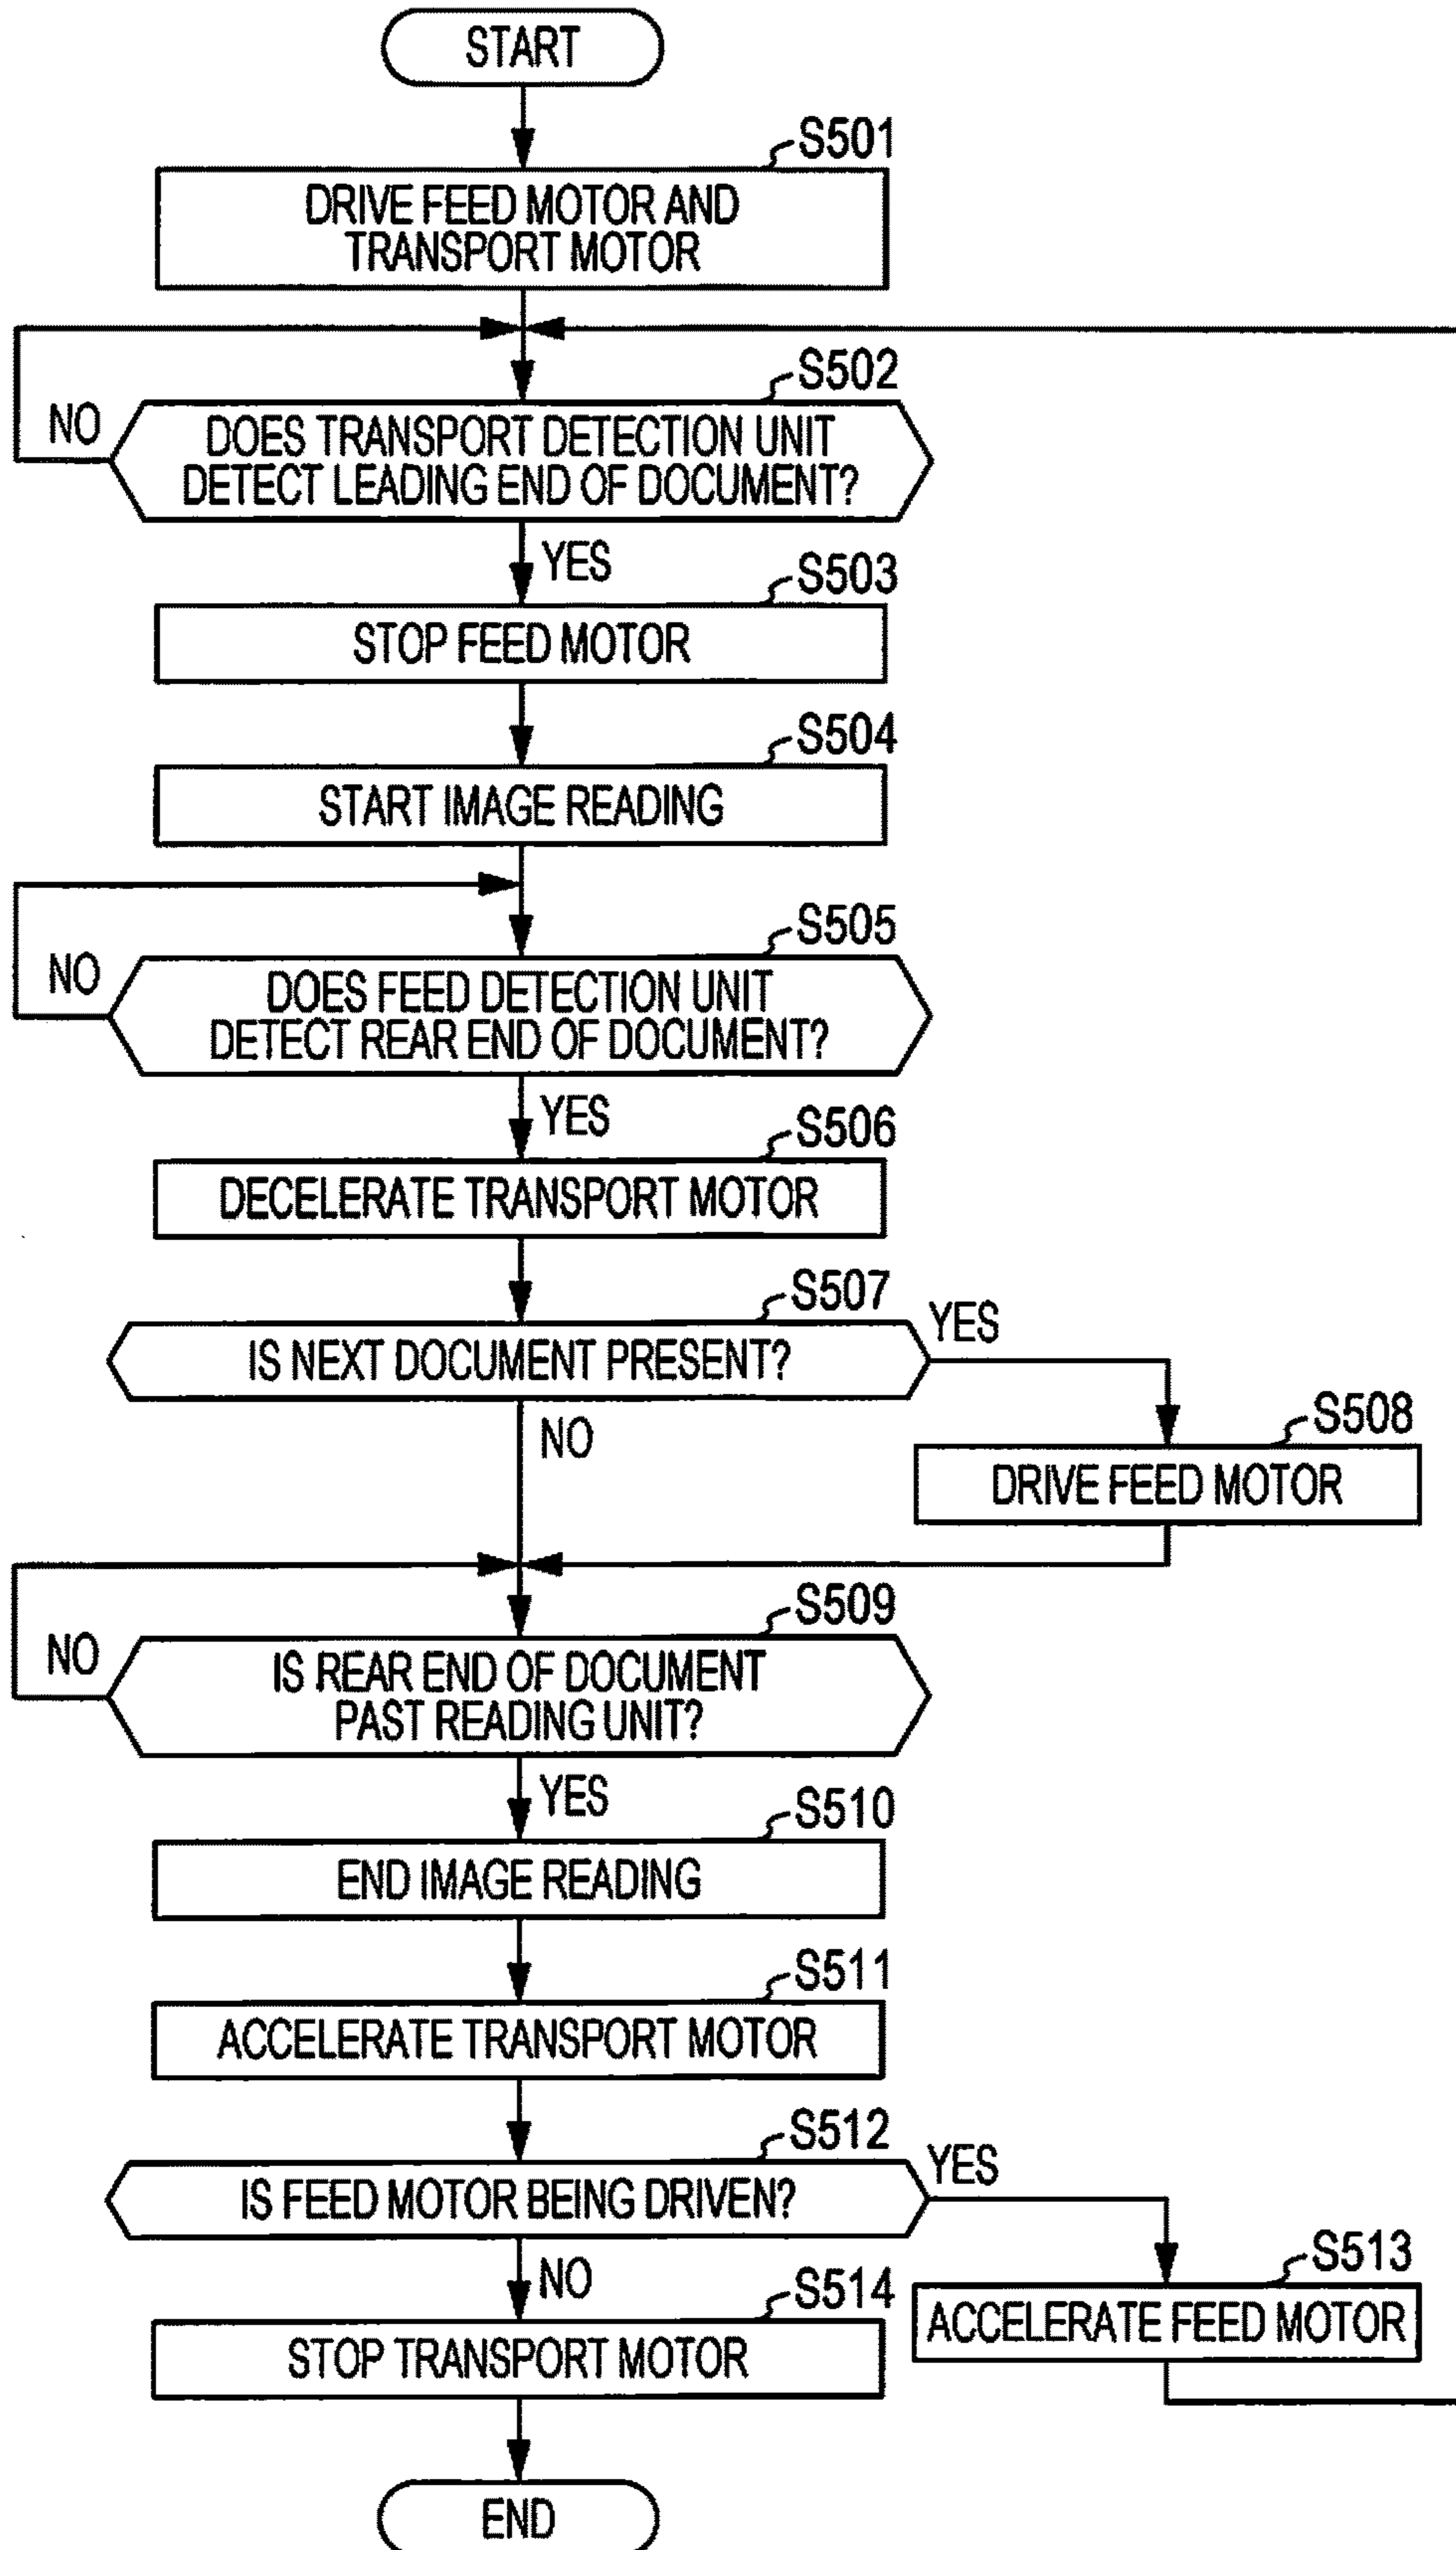 START
S501
DRIVE FEED MOTOR AND
TRANSPORT MOTOR
S502
NO
DOES TRANSPORT DETECTION UNIT
DETECT LEADING END OF DOCUMENT?
YES
S503
STOP FEED MOTOR
S504
START IMAGE READING
S505
NO
DOES FEED DETECTION UNIT
DETECT REAR END OF DOCUMENT?
YES
S506
DECELERATE TRANSPORT MOTOR
S507
YES
IS NEXT DOCUMENT PRESENT?
NO
S508
DRIVE FEED MOTOR
S509
NO
IS REAR END OF DOCUMENT
PAST READING UNIT?
YES
S510
END IMAGE READING
S511
ACCELERATE TRANSPORT MOTOR
S512
YES
IS FEED MOTOR BEING DRIVEN?
NO
S513
ACCELERATE FEED MOTOR
S514
STOP TRANSPORT MOTOR
END